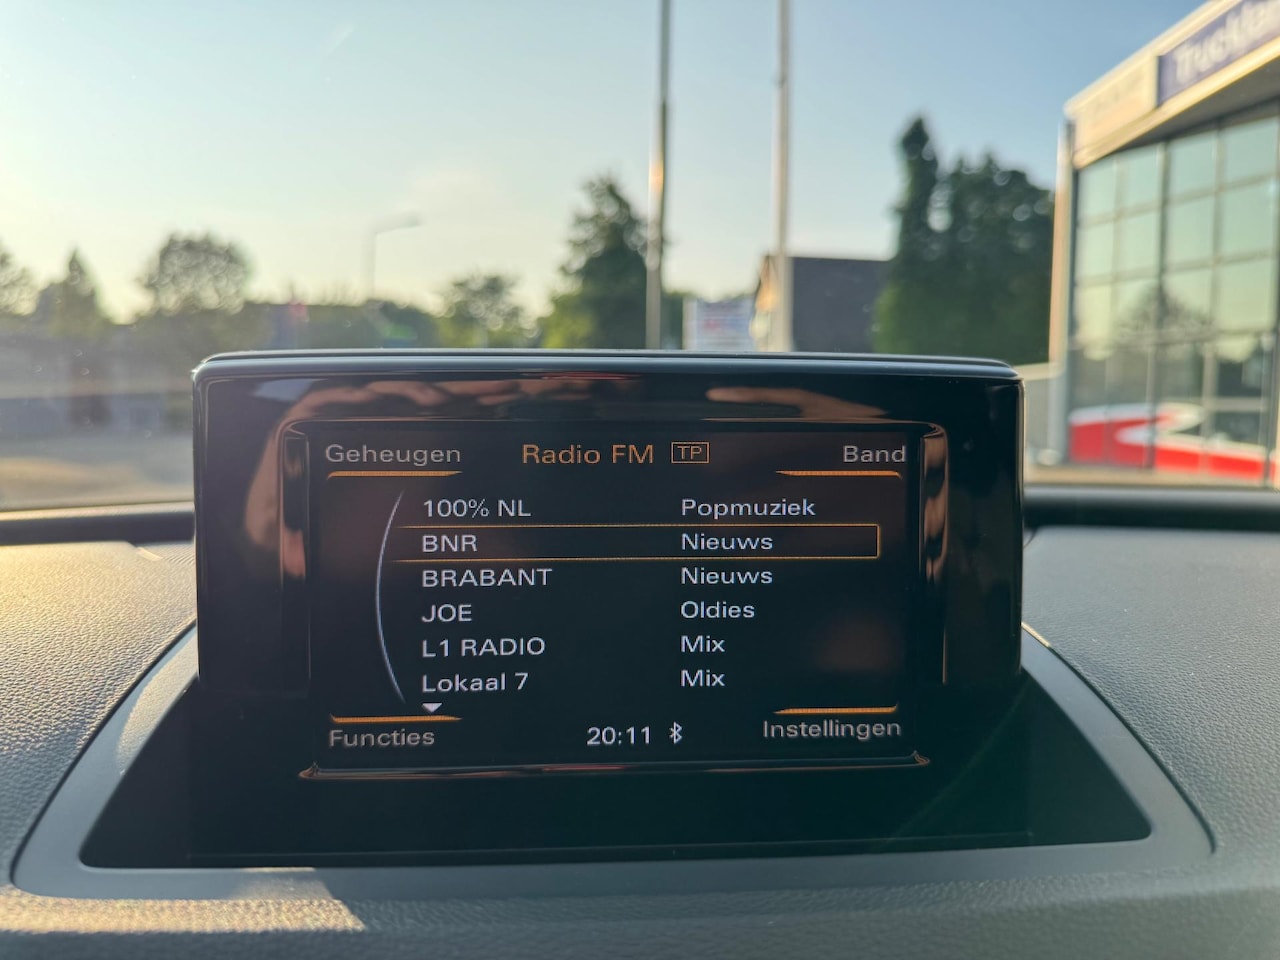 Truckland
Geheugen Radio FM TP Band
100% NL Popmuziek
BNR Nieuws
BRABANT Nieuws
JOE Oldies
L1 RADIO Mix
Lokaal 7 Mix
Functies 20:11 Instellingen